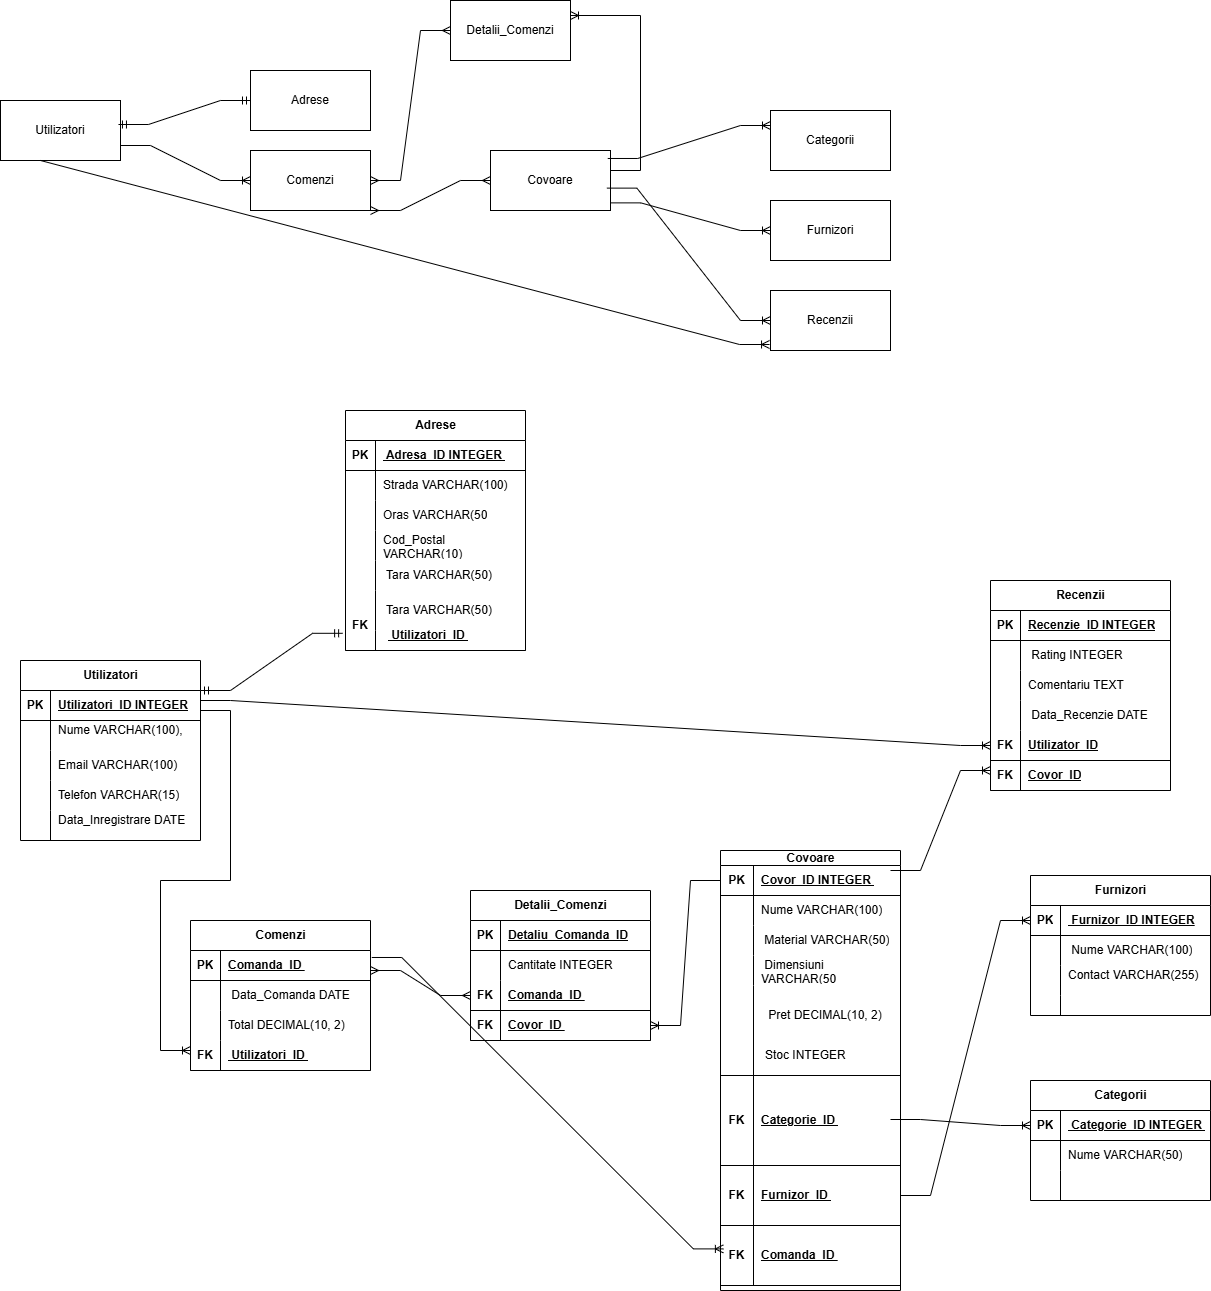 Detalii_Comenzi
Adrese
Utilizatori
Categorii
Comenzi
Covoare
Furnizori
Recenzii
Adrese
PK Adresa_ID INTEGER
Strada VARCHAR(100)
Oras VARCHAR(50
Cod_Postal
VARCHAR(10)
Tara VARCHAR(50)
Tara VARCHAR(50)
FK Utilizatori_ID
Recenzii
PK Recenzie_ID INTEGER
Rating INTEGER
Comentariu TEXT
Data_Recenzie DATE
FK Utilizator_ID
FK Covor_ID
Utilizatori
PK Utilizatori_ID INTEGER
Nume VARCHAR(100),
Email VARCHAR(100)
Telefon VARCHAR(15)
Data_Inregistrare DATE
Comenzi
PK Comanda_ID
Data_Comanda DATE
Total DECIMAL(10, 2)
FK Utilizatori_ID
Detalii_Comenzi
PK Detaliu_Comanda_ID
Cantitate INTEGER
FK Comanda_ID
FK Covor_ID
Covoare
PK Covor_ID INTEGER
Nume VARCHAR(100)
Material VARCHAR(50)
Dimensiuni
VARCHAR(50
Pret DECIMAL(10, 2)
Stoc INTEGER
FK Categorie_ID
FK Furnizor_ID
FK Comanda_ID
Furnizori
PK Furnizor_ID INTEGER
Nume VARCHAR(100)
Contact VARCHAR(255)
Categorii
PK Categorie_ID INTEGER
Nume VARCHAR(50)